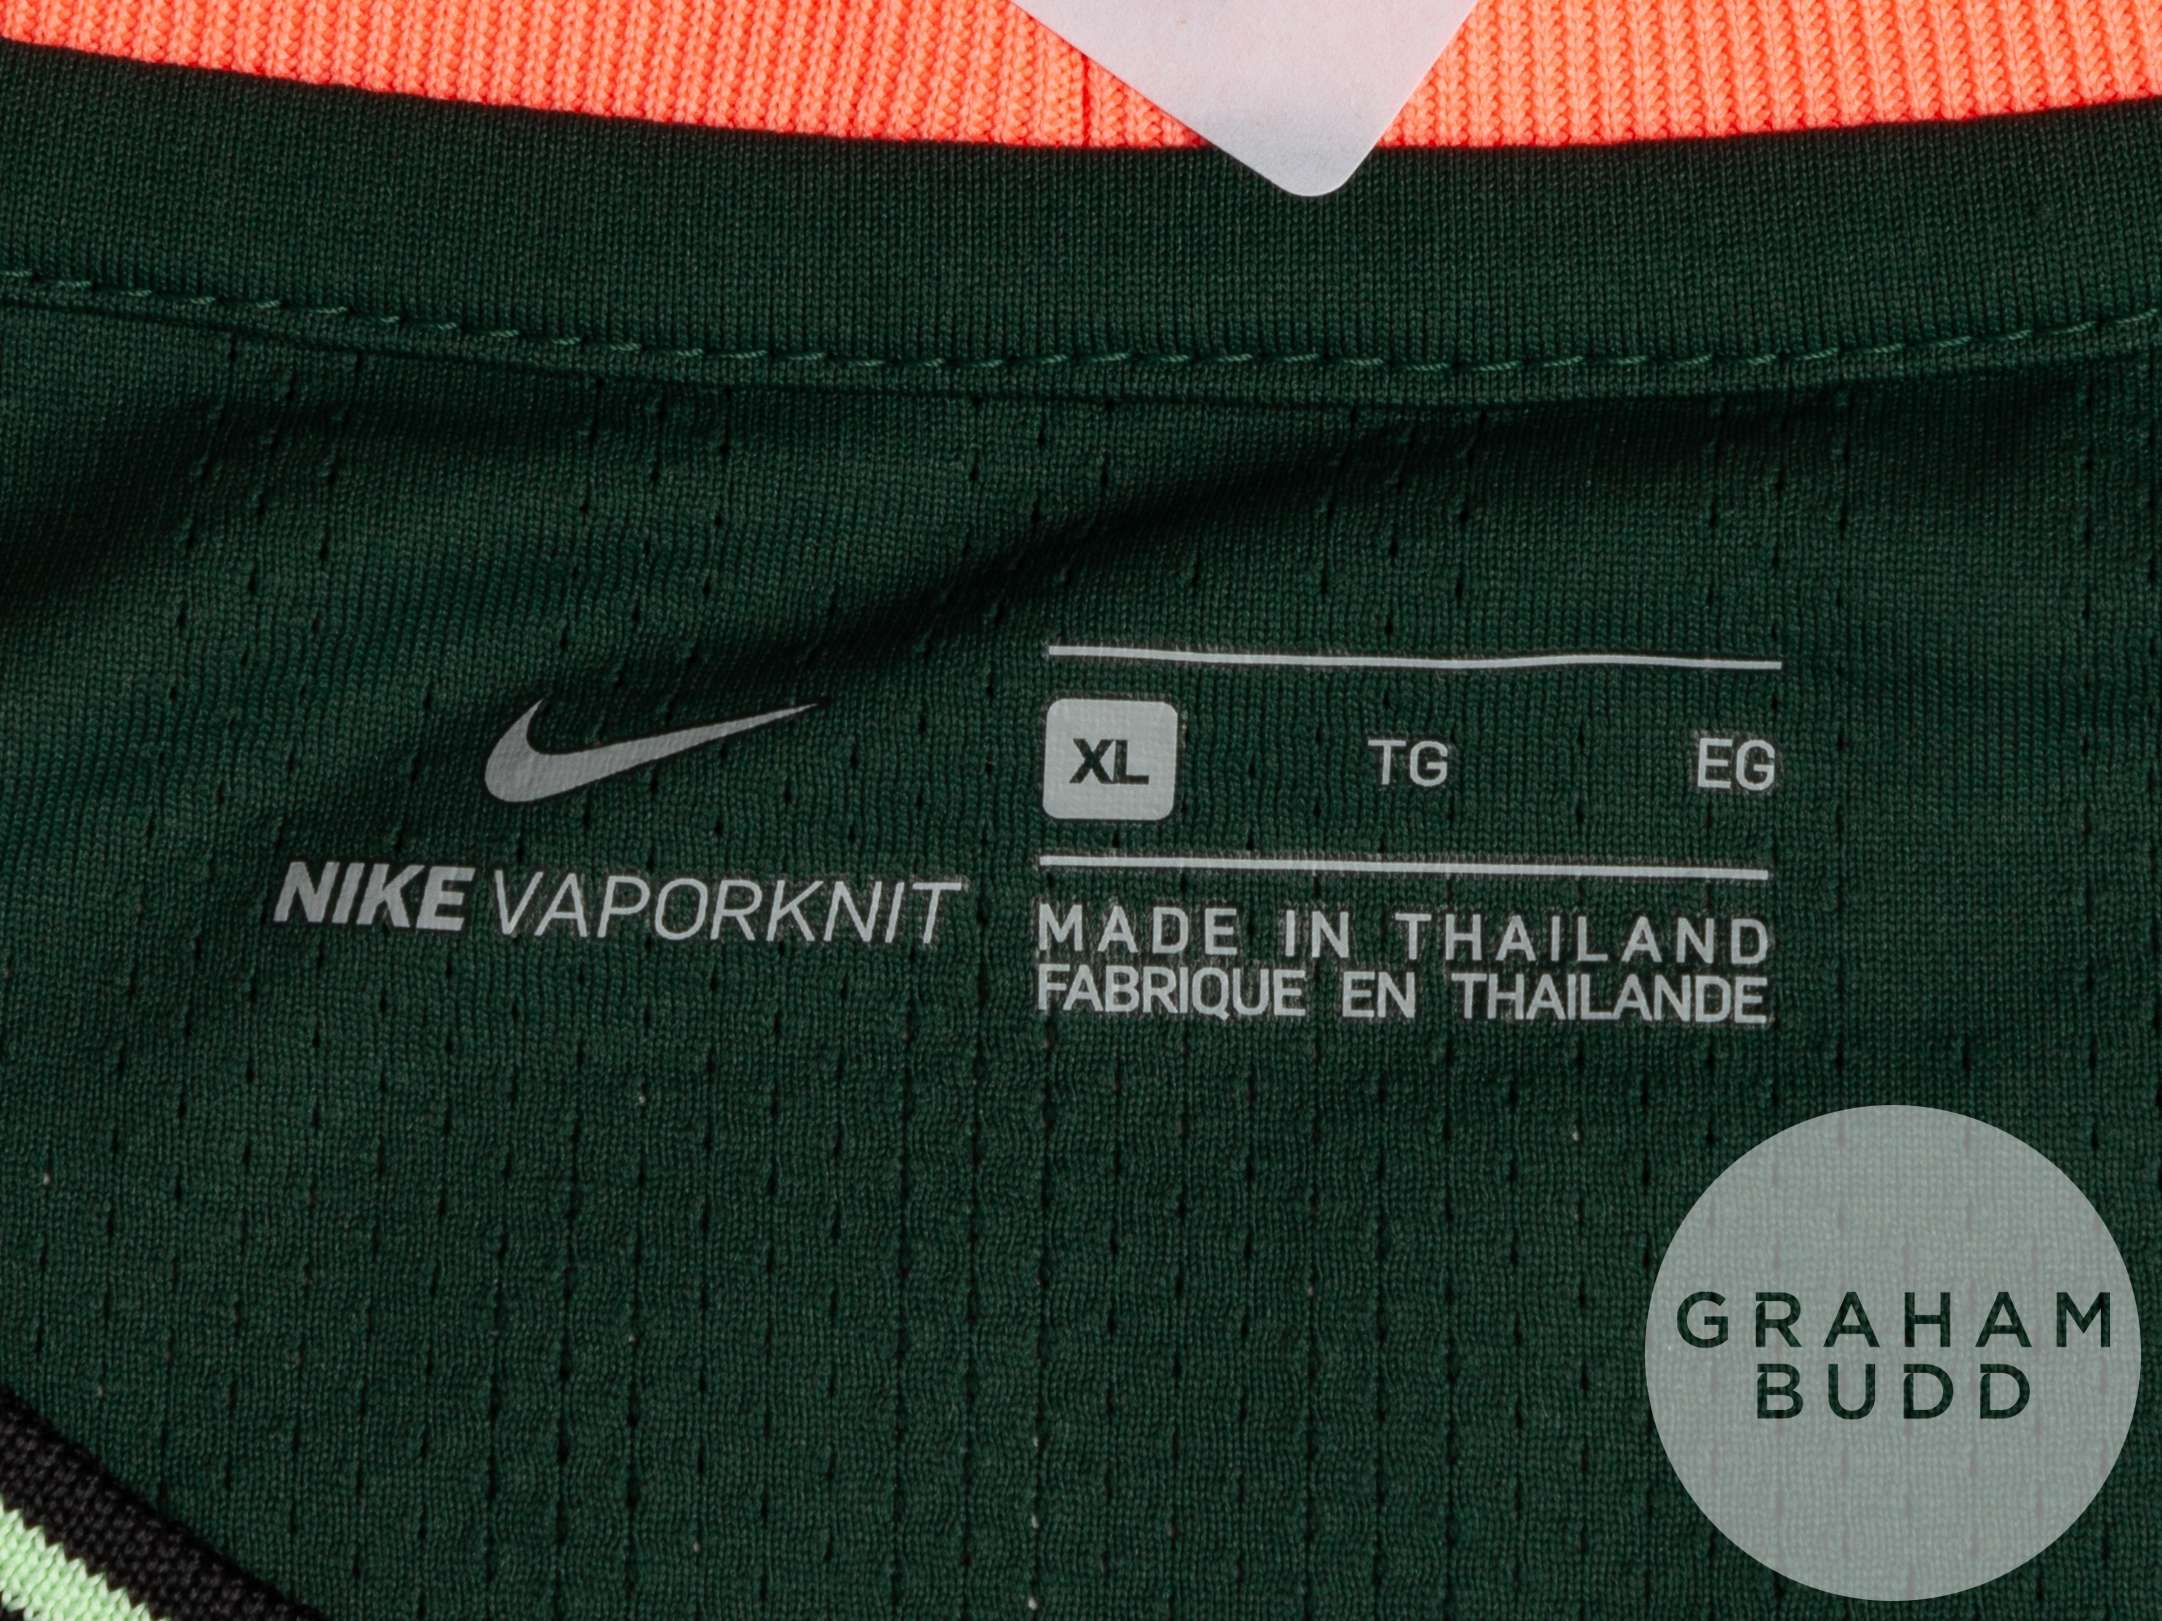 NIKE VAPORKNIT
XL TG EG
MADE IN THAILAND
FABRIQUE EN THAILANDE
GRAHAM
BUDD